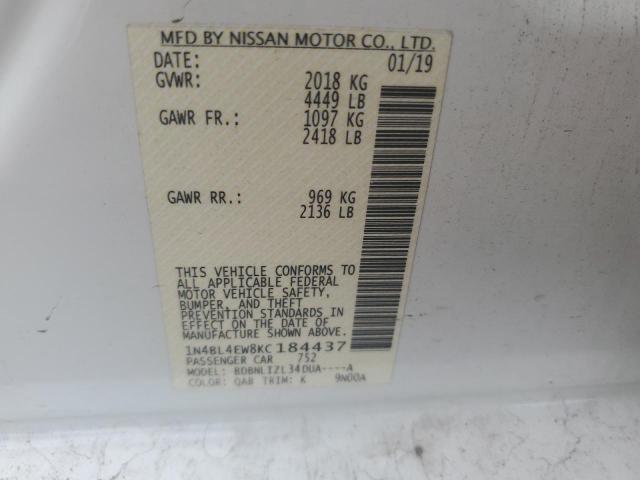 MFD BY NISSAN MOTOR CO., LTD.
DATE: 01/19
GVWR: 2018 KG
4449 LB
GAWR FR.: 1097 KG
2418 LB
GAWR RR.: 969 KG
2136 LB
THIS VEHICLE CONFORMS TO
ALL APPLICABLE FEDERAL
MOTOR VEHICLE SAFETY,
BUMPER, AND THEFT
PREVENTION STANDARDS IN
EFFECT ON THE DATE OF
MANUFACTURE SHOWN ABOVE.
1N4BL4EW8KC184437
PASSENGER CAR 752
MODEL: BDBNLIZL34DUA----A
COLOR: QAB TRIM: K 9N00A